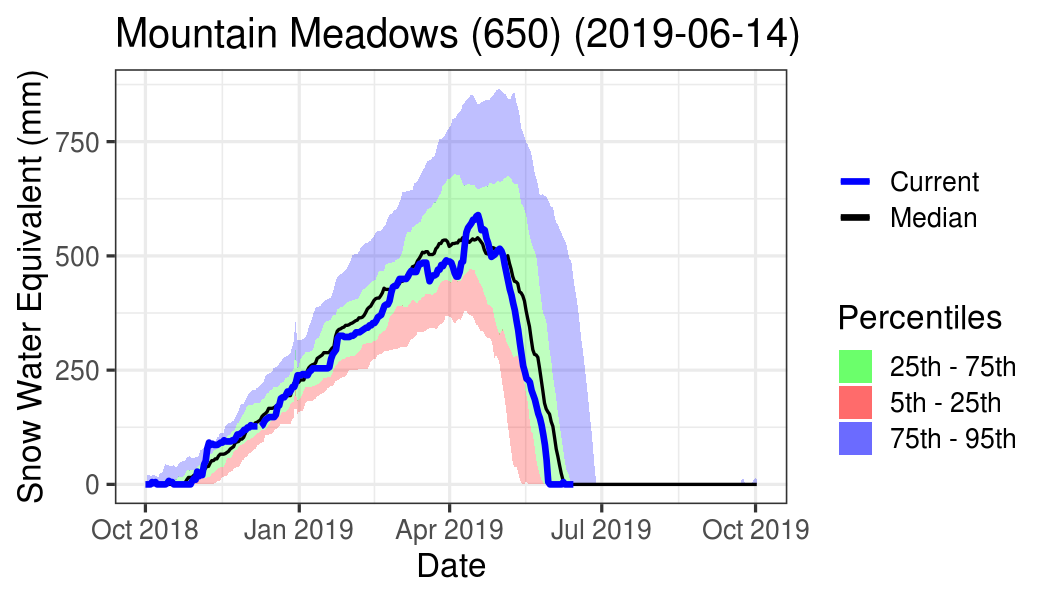 Mountain Meadows (650) (2019-06-14)
Snow Water Equivalent (mm)
750
500
250
0
Oct 2018
Jan 2019
Apr 2019
Jul 2019
Oct 2019
Date
Current
Median
Percentiles
25th - 75th
5th - 25th
75th - 95th